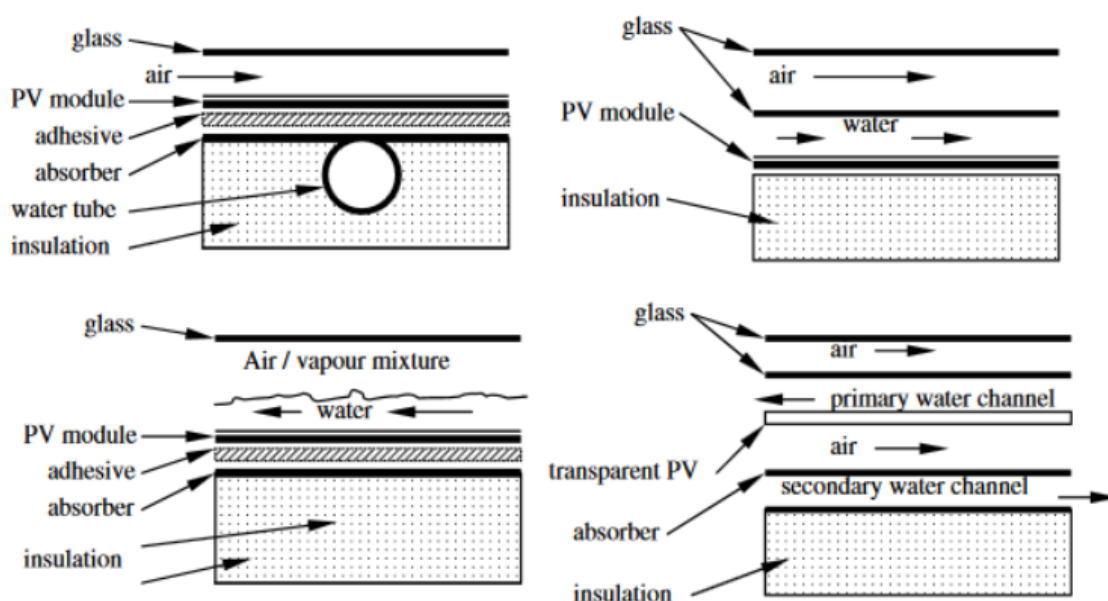 glass
air
PV module
adhesive
absorber
water tube
insulation
glass
air
water
PV module
insulation
glass
Air / vapour mixture
water
PV module
adhesive
absorber
insulation
glass
air
primary water channel
air
transparent PV
secondary water channel
absorber
insulation